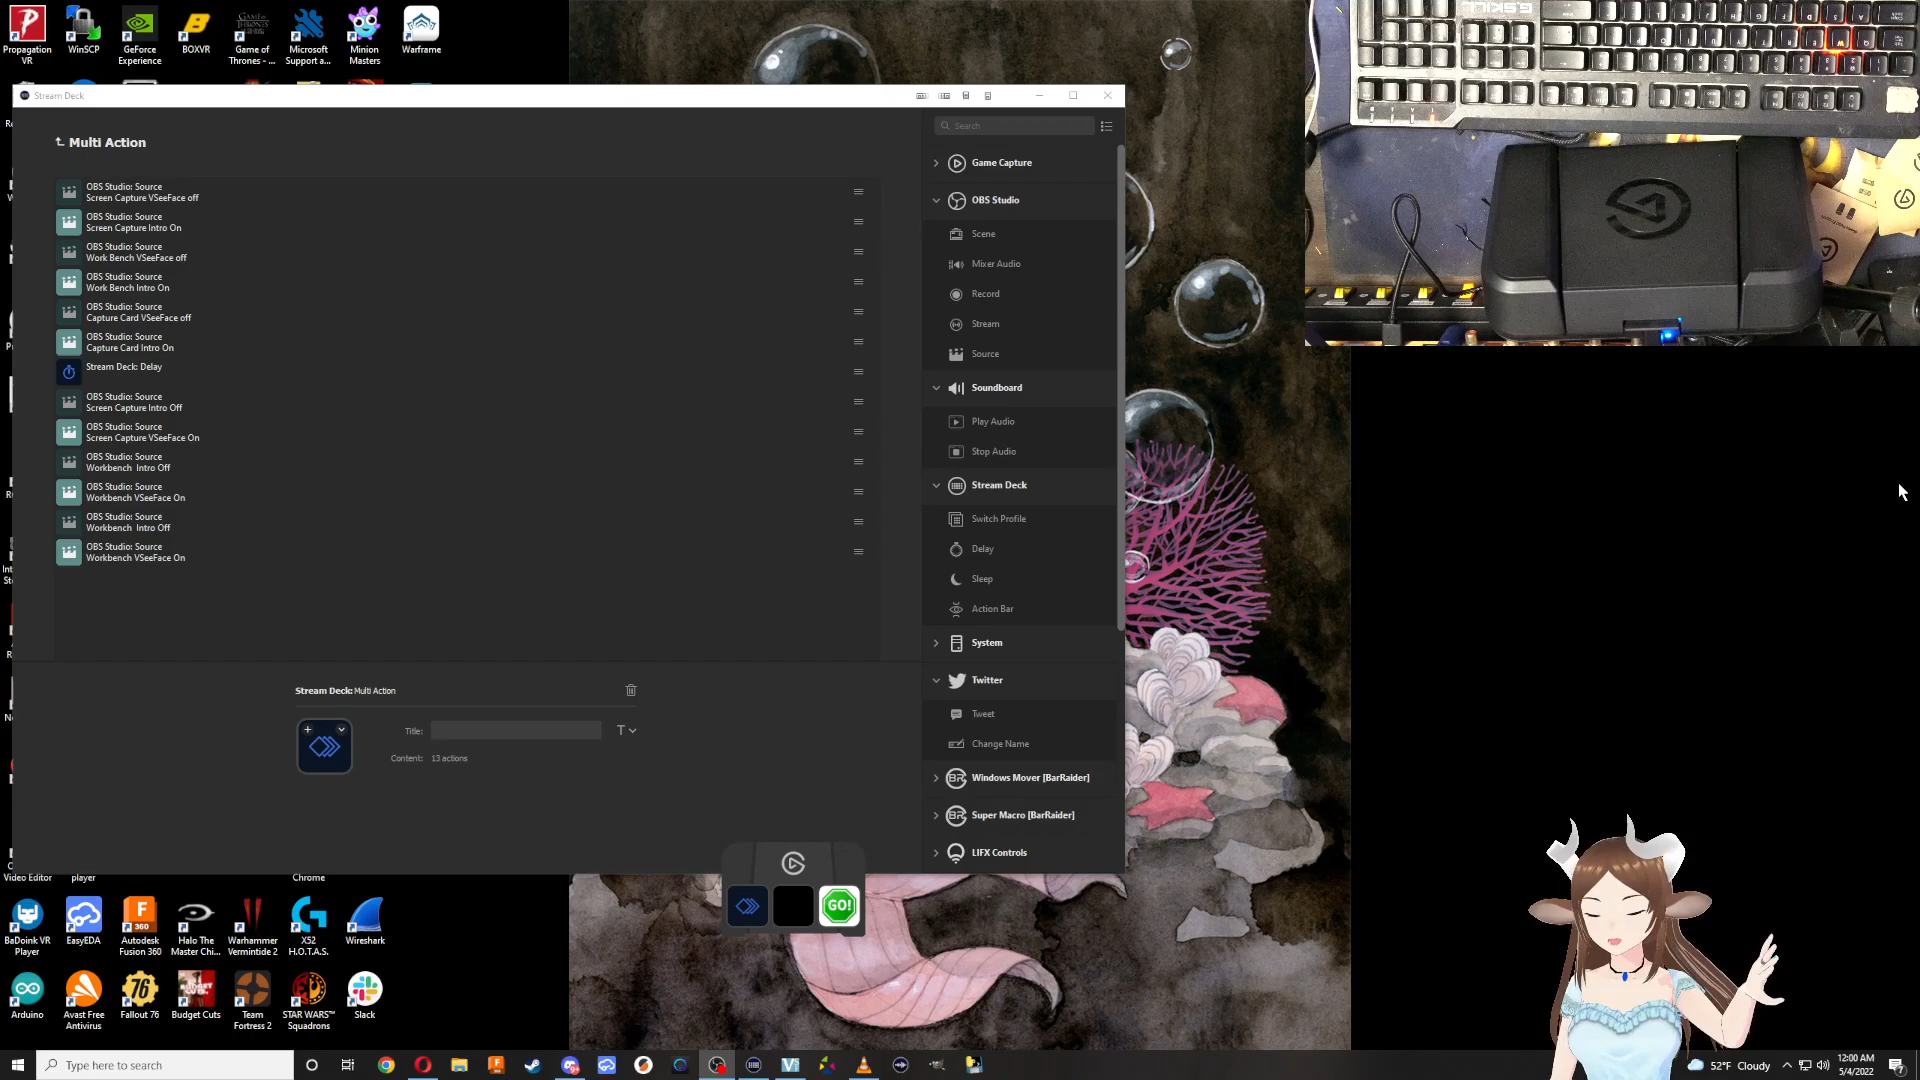 Propagation
VR
WinSCP
GeForce
Experience
BOXVR
Game of
Thrones - ...
Microsoft
Support a...
Minion
Masters
Warframe
Stream Deck
Multi Action
OBS Studio: Source
Screen Capture VSeeFace off
OBS Studio: Source
Screen Capture Intro On
OBS Studio: Source
Work Bench VSeeFace off
OBS Studio: Source
Work Bench Intro On
OBS Studio: Source
Capture Card VSeeFace off
OBS Studio: Source
Capture Card Intro On
Stream Deck: Delay
OBS Studio: Source
Screen Capture Intro Off
OBS Studio: Source
Screen Capture VSeeFace On
OBS Studio: Source
Workbench  Intro Off
OBS Studio: Source
Workbench VSeeFace On
OBS Studio: Source
Workbench  Intro Off
OBS Studio: Source
Workbench VSeeFace On
Search
Game Capture
OBS Studio
Scene
Mixer Audio
Record
Stream
Source
Soundboard
Play Audio
Stop Audio
Stream Deck
Switch Profile
Delay
Sleep
Action Bar
System
Twitter
Tweet
Change Name
Windows Mover [BarRaider]
Super Macro [BarRaider]
LIFX Controls
Stream Deck: Multi Action
Title:
T
Content: 13 actions
GO!
G.SKILL
Video Editor
player
Chrome
BaDoink VR
Player
EasyEDA
Autodesk
Fusion 360
Halo The
Master Chi...
Warhammer
Vermintide 2
X52
H.O.T.A.S.
Wireshark
Arduino
Avast Free
Antivirus
Fallout 76
Budget Cuts
Team
Fortress 2
STAR WARS™
Squadrons
Slack
Type here to search
52°F Cloudy
12:00 AM
5/4/2022